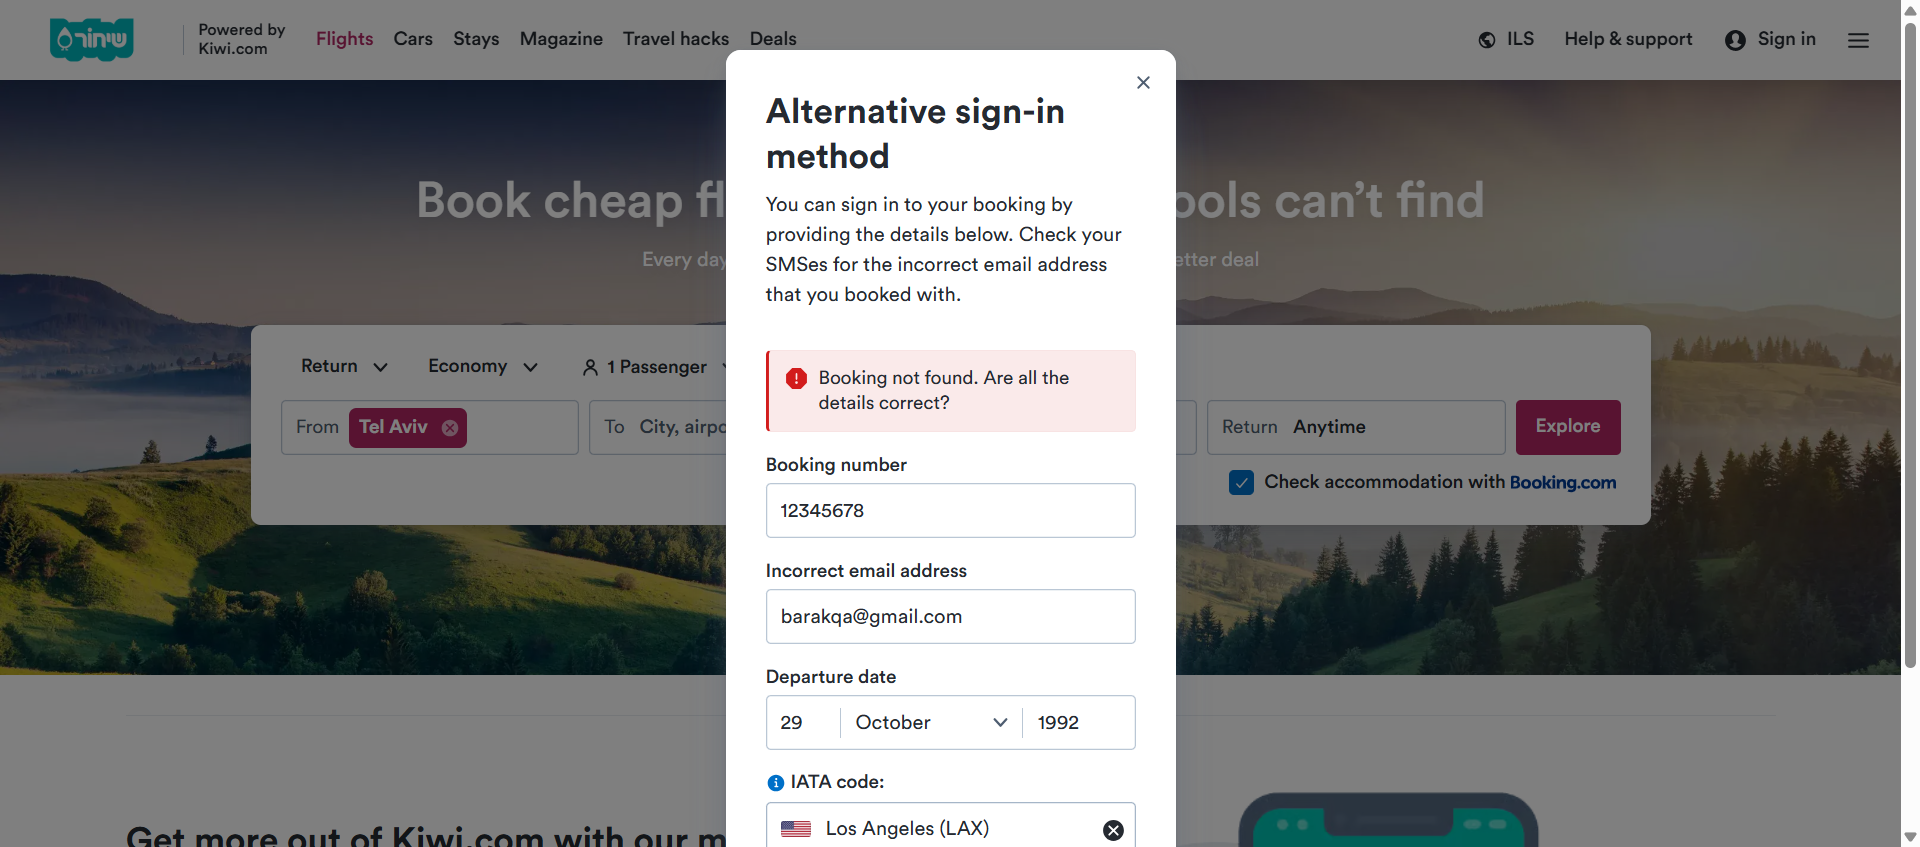 שיחור
Powered by
Kiwi.com
Flights Cars Stays Magazine Travel hacks Deals
ILS Help & support Sign in
Alternative sign-in
method
You can sign in to your booking by
providing the details below. Check your
SMSes for the incorrect email address
that you booked with.
Book cheap fl
ools can't find
Every day
etter deal
Booking not found. Are all the
details correct?
Return Economy 1 Passenger
From Tel Aviv
To City, airpo
Return Anytime
Explore
Check accommodation with Booking.com
Booking number
12345678
Incorrect email address
barakqa@gmail.com
Departure date
29 October 1992
IATA code:
Los Angeles (LAX)
Get more out of Kiwi.com with our m